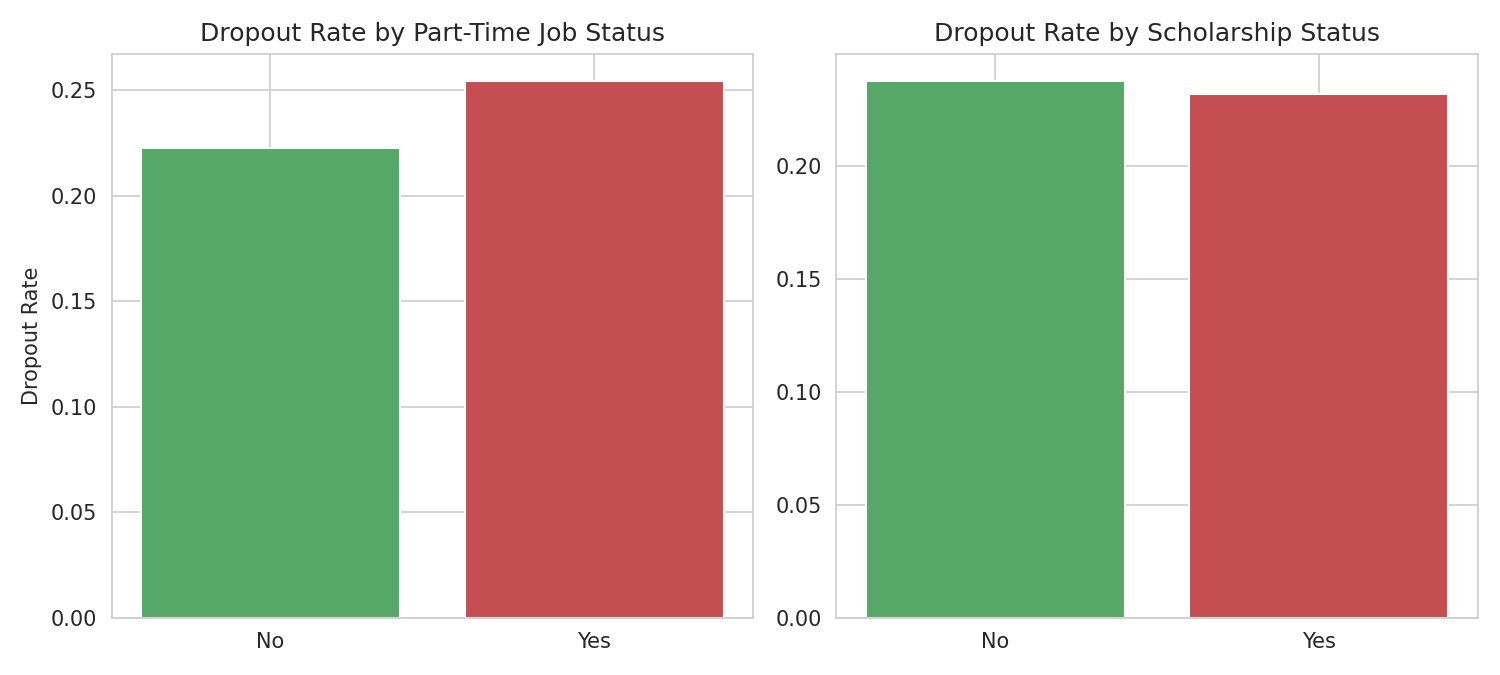 Dropout Rate by Part-Time Job Status
Dropout Rate
0.25
0.20
0.15
0.10
0.05
0.00
No
Yes
Dropout Rate by Scholarship Status
0.20
0.15
0.10
0.05
0.00
No
Yes